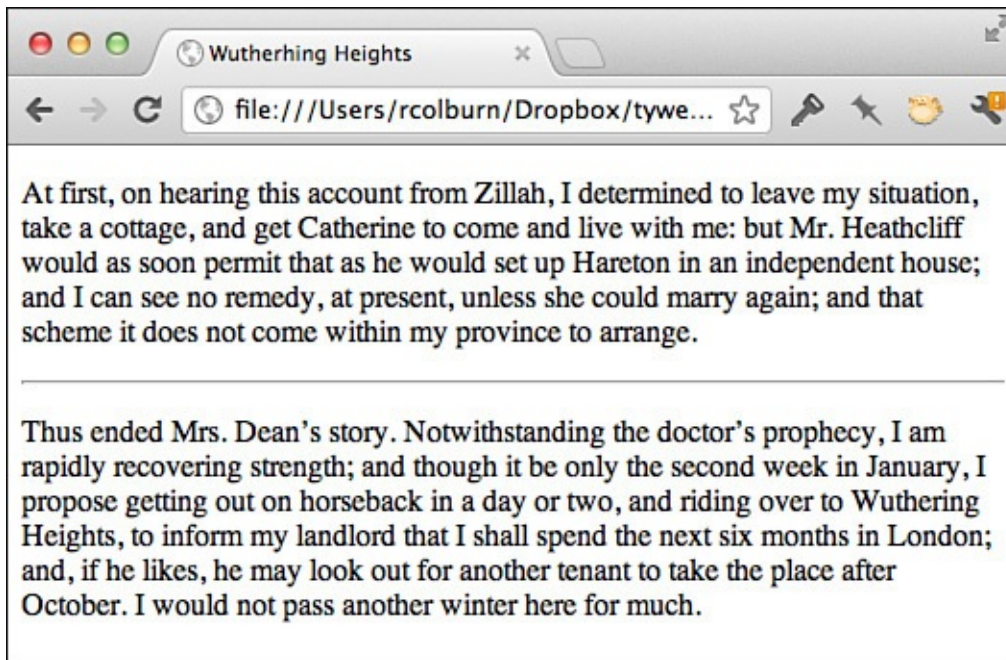 Wutherhing Heights
file:///Users/rcolburn/Dropbox/tywe...
At first, on hearing this account from Zillah, I determined to leave my situation,
take a cottage, and get Catherine to come and live with me: but Mr. Heathcliff
would as soon permit that as he would set up Hareton in an independent house;
and I can see no remedy, at present, unless she could marry again; and that
scheme it does not come within my province to arrange.
Thus ended Mrs. Dean’s story. Notwithstanding the doctor’s prophecy, I am
rapidly recovering strength; and though it be only the second week in January, I
propose getting out on horseback in a day or two, and riding over to Wuthering
Heights, to inform my landlord that I shall spend the next six months in London;
and, if he likes, he may look out for another tenant to take the place after
October. I would not pass another winter here for much.